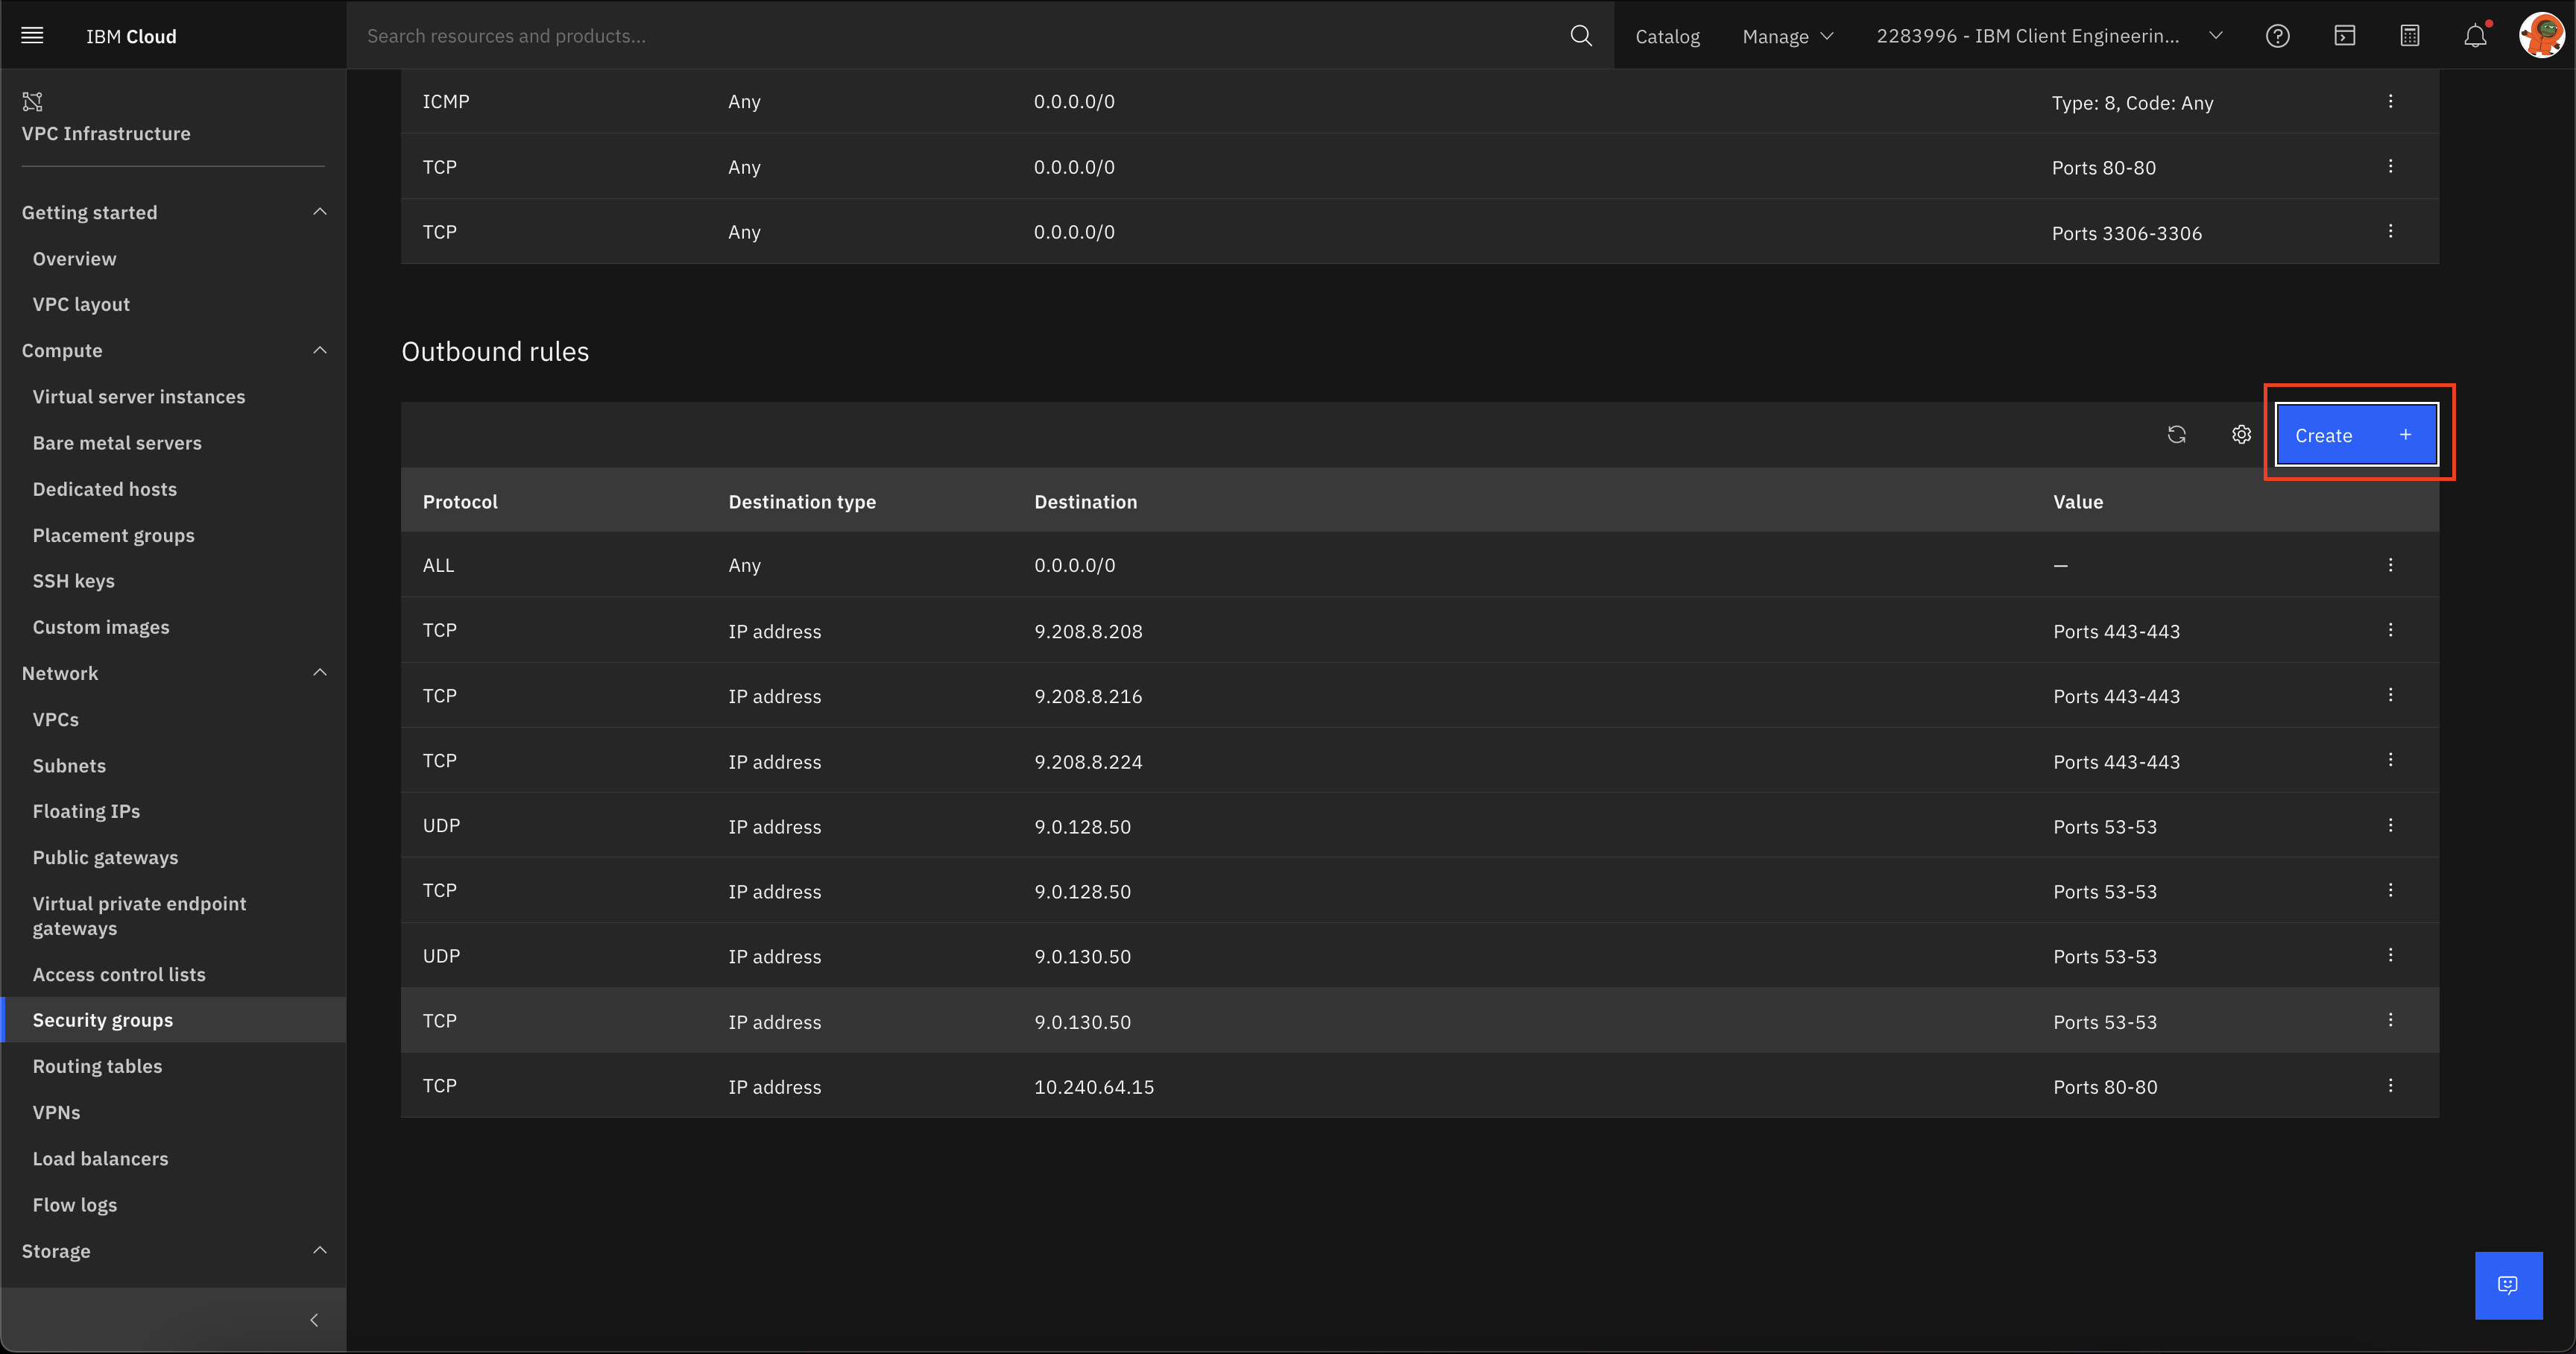 IBM Cloud
Search resources and products...
Catalog
Manage
2283996 - IBM Client Engineerin...
VPC Infrastructure
Getting started
Overview
VPC layout
Compute
Virtual server instances
Bare metal servers
Dedicated hosts
Placement groups
SSH keys
Custom images
Network
VPCs
Subnets
Floating IPs
Public gateways
Virtual private endpoint
gateways
Access control lists
Security groups
Routing tables
VPNs
Load balancers
Flow logs
Storage
ICMP Any 0.0.0.0/0 Type: 8, Code: Any
TCP Any 0.0.0.0/0 Ports 80-80
TCP Any 0.0.0.0/0 Ports 3306-3306
Outbound rules
Create +
Protocol Destination type Destination Value
ALL Any 0.0.0.0/0 —
TCP IP address 9.208.8.208 Ports 443-443
TCP IP address 9.208.8.216 Ports 443-443
TCP IP address 9.208.8.224 Ports 443-443
UDP IP address 9.0.128.50 Ports 53-53
TCP IP address 9.0.128.50 Ports 53-53
UDP IP address 9.0.130.50 Ports 53-53
TCP IP address 9.0.130.50 Ports 53-53
TCP IP address 10.240.64.15 Ports 80-80